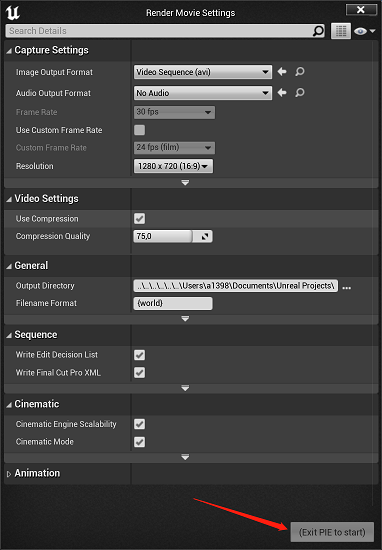 Render Movie Settings
Search Details
Capture Settings
Image Output Format Video Sequence (avi)
Audio Output Format No Audio
Frame Rate 30 fps
Use Custom Frame Rate
Custom Frame Rate 24 fps (film)
Resolution 1280 x 720 (16:9)
Video Settings
Use Compression
Compression Quality 75,0
General
Output Directory ..\..\..\..\..\..\Users\a1398\Documents\Unreal Projects\
Filename Format {world}
Sequence
Write Edit Decision List
Write Final Cut Pro XML
Cinematic
Cinematic Engine Scalability
Cinematic Mode
Animation
(Exit PIE to start)